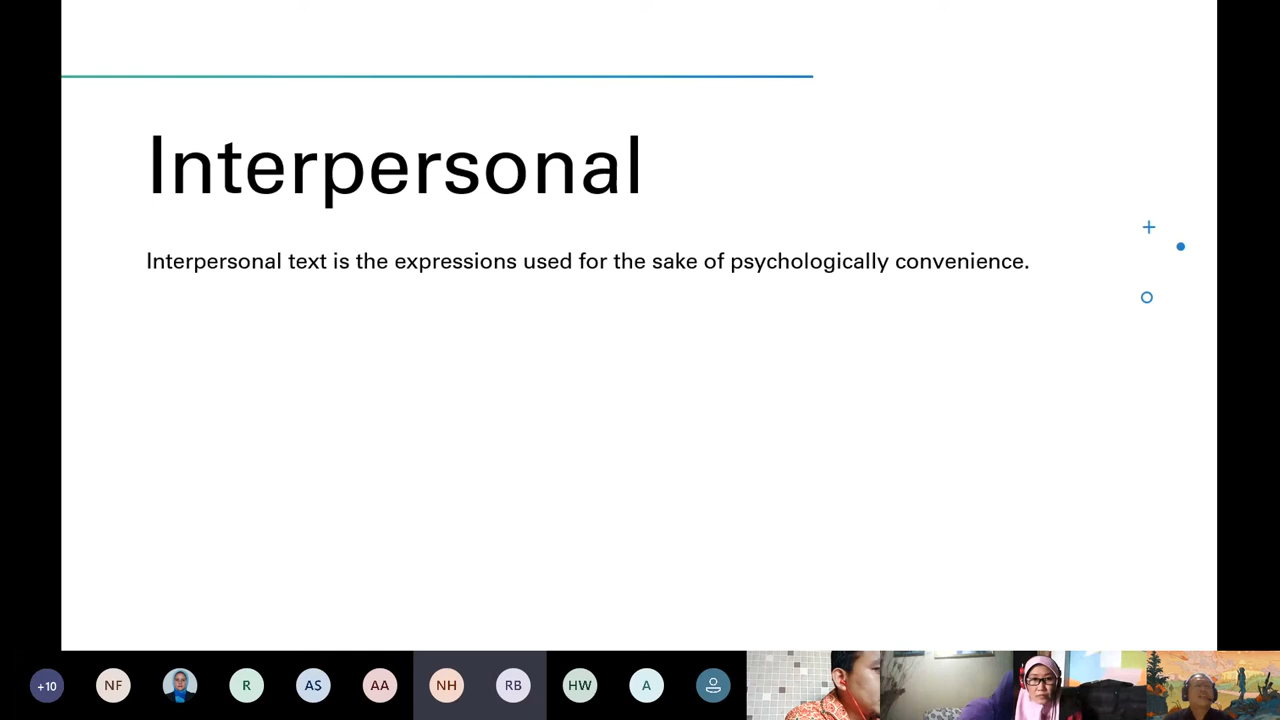 Interpersonal
Interpersonal text is the expressions used for the sake of psychologically convenience.
+10
NF
R
AS
AA
NH
RB
HW
A